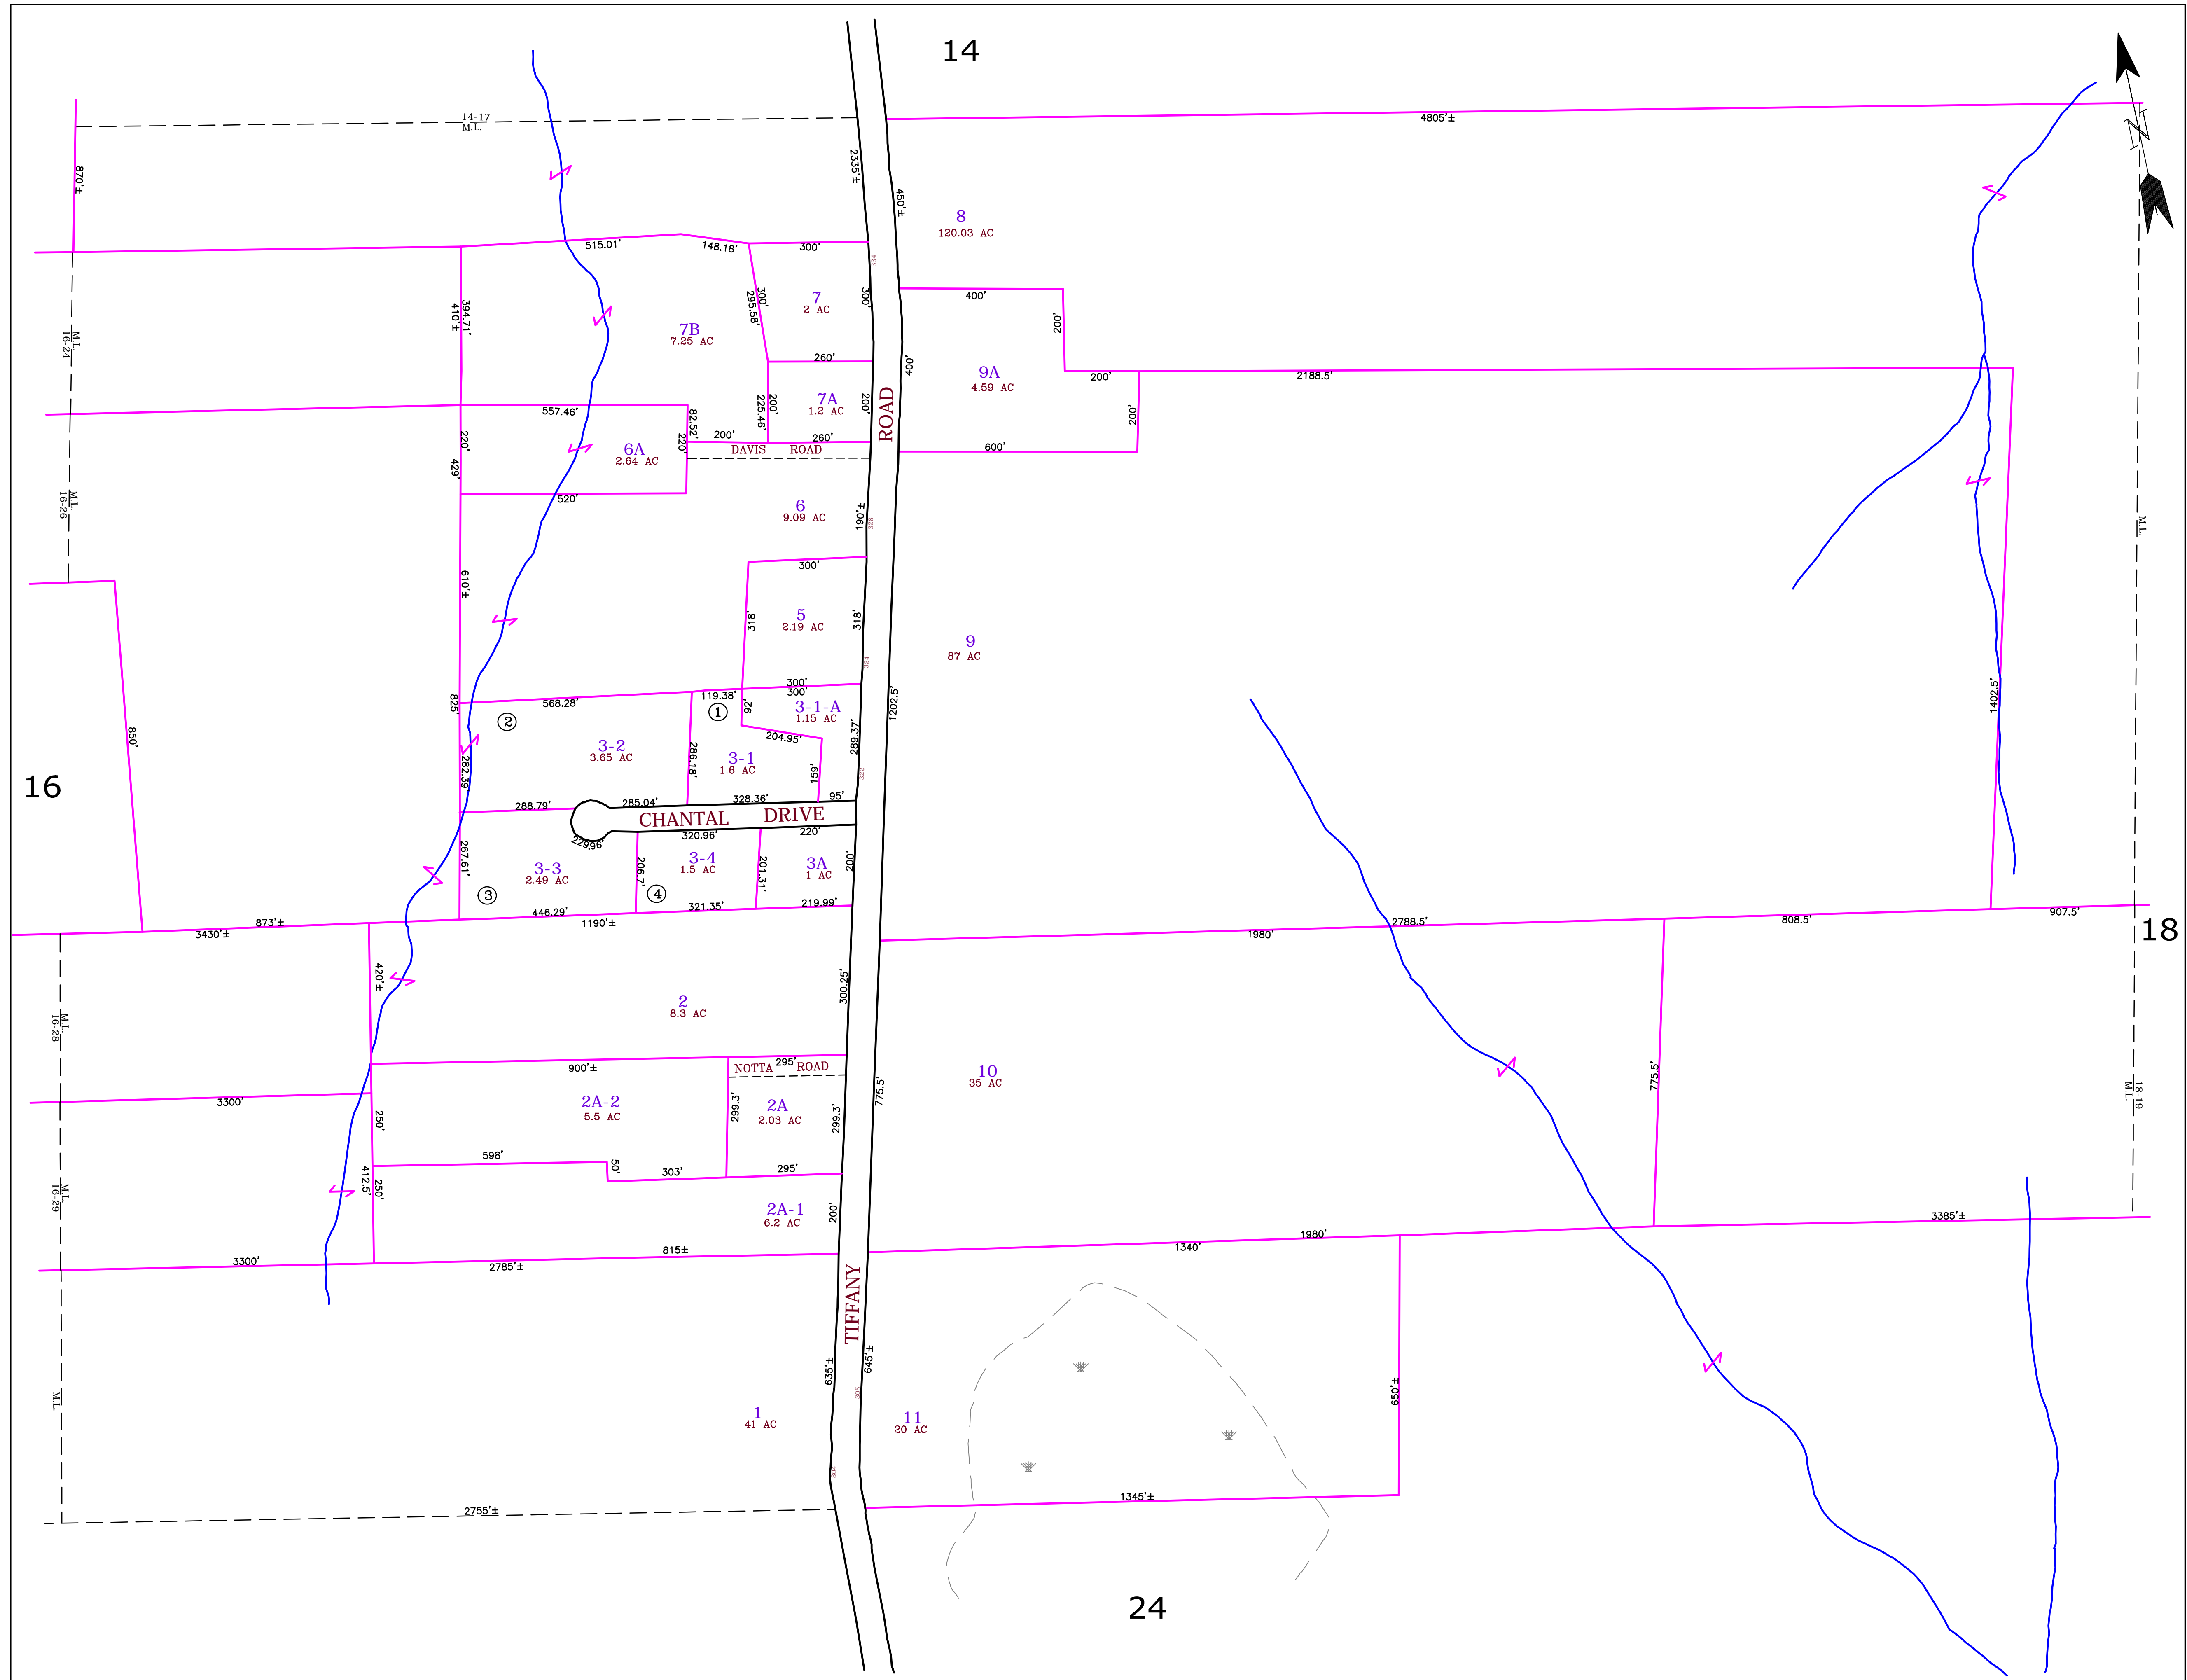 14
14-17
M.L.
4805'±
870'±
2335'±
450'±
8
120.03 AC
515.01'
148.18'
300'
334
394.71'
410'±
300'
295.58'
7
2 AC
300'
400'
200'
7B
7.25 AC
M.L.
16-24
260'
400'
9A
4.59 AC
200'
2188.5'
557.46'
82.52'
220'
225.46'
200'
7A
1.2 AC
200'
ROAD
200'
220'
429'
6A
2.64 AC
200'
260'
DAVIS ROAD
600'
520'
M.L.
16-26
6
9.09 AC
190'±
328
M.L.
300'
610'±
318'
5
2.19 AC
318'
324
9
87 AC
300'
300'
119.38'
92'
825'
568.28'
1
2
3-1-A
1.15 AC
1202.5'
1402.5'
850'
282.39'
3-2
3.65 AC
286.18'
3-1
1.6 AC
204.95'
159'
289.37'
322
16
288.79'
285.04'
328.36'
95'
CHANTAL DRIVE
229.96'
320.96'
220'
267.61'
3-3
2.49 AC
206.7'
3-4
1.5 AC
201.31'
3A
1 AC
200'
3
4
446.29'
321.35'
219.99'
873'±
3430'±
1190'±
1980'
2788.5'
808.5'
907.5'
18
420'±
300.25'
M.L.
16-28
2
8.3 AC
900'±
295'
NOTTA ROAD
775.5'
10
35 AC
775.5'
18-19
M.L.
3300'
250'
2A-2
5.5 AC
299.3'
2A
2.03 AC
299.3'
598'
50'
303'
295'
M.L.
16-29
412.5'
250'
2A-1
6.2 AC
200'
3300'
2785'±
815±
1340'
1980'
3385'±
TIFFANY
635'±
645'±
305
650'±
M.L.
1
41 AC
11
20 AC
304
2755'±
1345'±
24
N